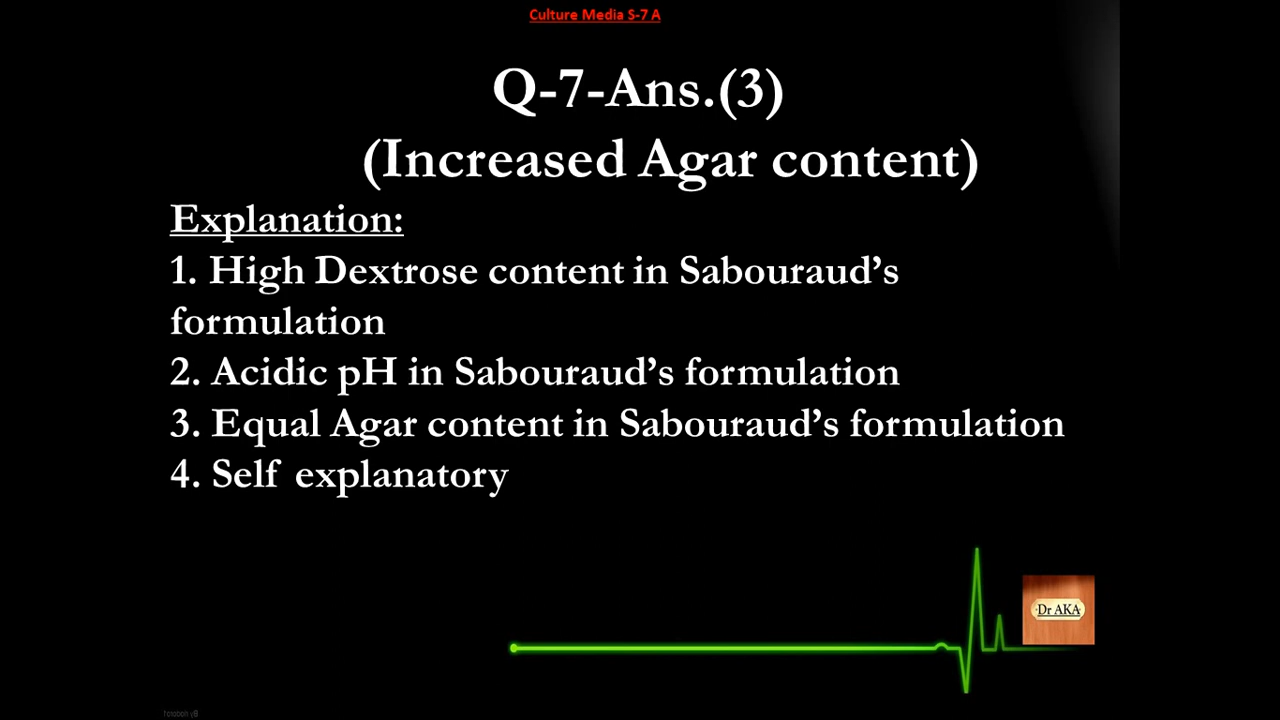 Culture Media S-7 A
Q-7-Ans.(3)
(Increased Agar content)
Explanation:
1. High Dextrose content in Sabouraud's
formulation
2. Acidic pH in Sabouraud's formulation
3. Equal Agar content in Sabouraud's formulation
4. Self explanatory
Dr AKA